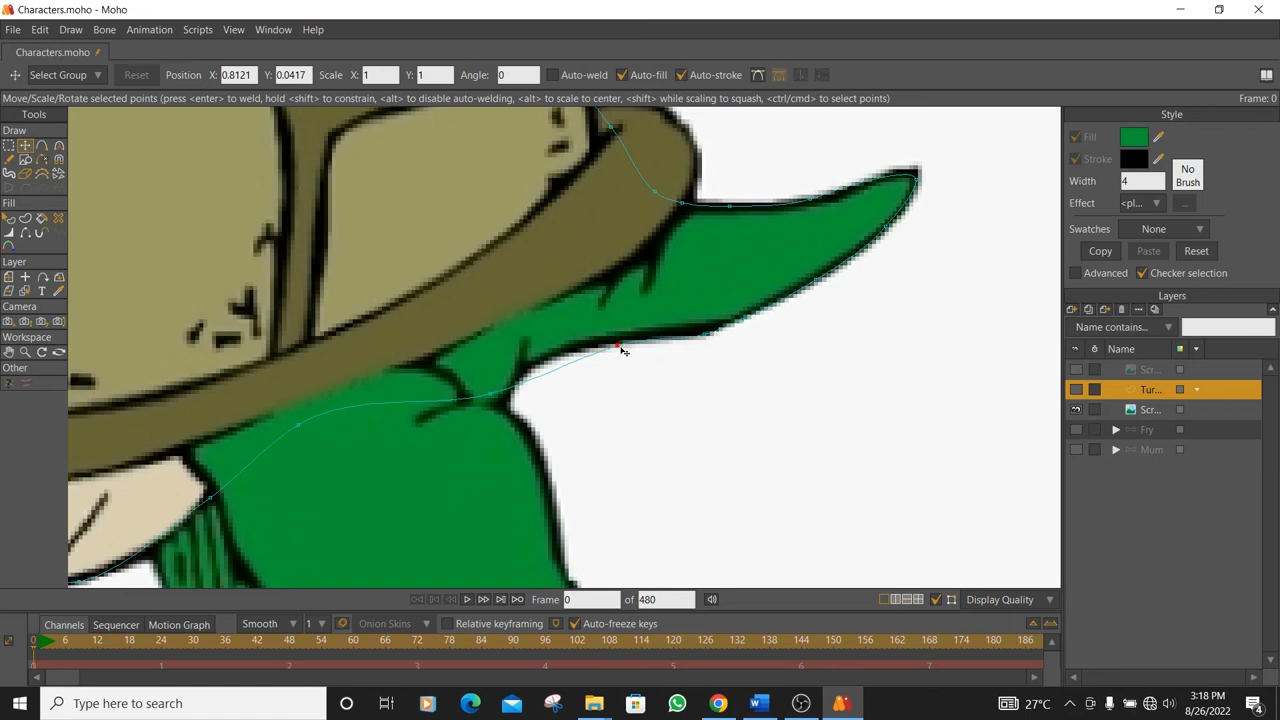 Characters.moho - Moho
File Edit Draw Bone Animation Scripts View Window Help
Characters.moho
Select Group Reset Position X: 0.8121 Y: 0.0417 Scale X: 1 Y: 1 Angle: 0 Auto-weld Auto-fill Auto-stroke
Move/Scale/Rotate selected points (press <enter> to weld, hold <shift> to constrain, <alt> to disable auto-welding, <alt> to scale to center, <shift> while scaling to squash, <ctrl/cmd> to select points) Frame: 0
Tools
Draw
Fill
Layer
Camera
Workspace
Other
Style
Fill
Stroke
Width 4
No Brush
Effect <pl...
...
Swatches None
Copy Paste Reset
Advanced Checker selection
Layers
Name contains...
Name
Scr...
Tur...
Scr...
Fry
Mum
Frame 0 of 480 Display Quality
Channels Sequencer Motion Graph Smooth 1 Onion Skins Relative keyframing Auto-freeze keys
0 6 12 18 24 30 36 42 48 54 60 66 72 78 84 90 96 102 108 114 120 126 132 138 144 150 156 162 168 174 180 186
0 1 2 3 4 5 6 7
Type here to search
27°C
3:18 PM
8/26/2022
4